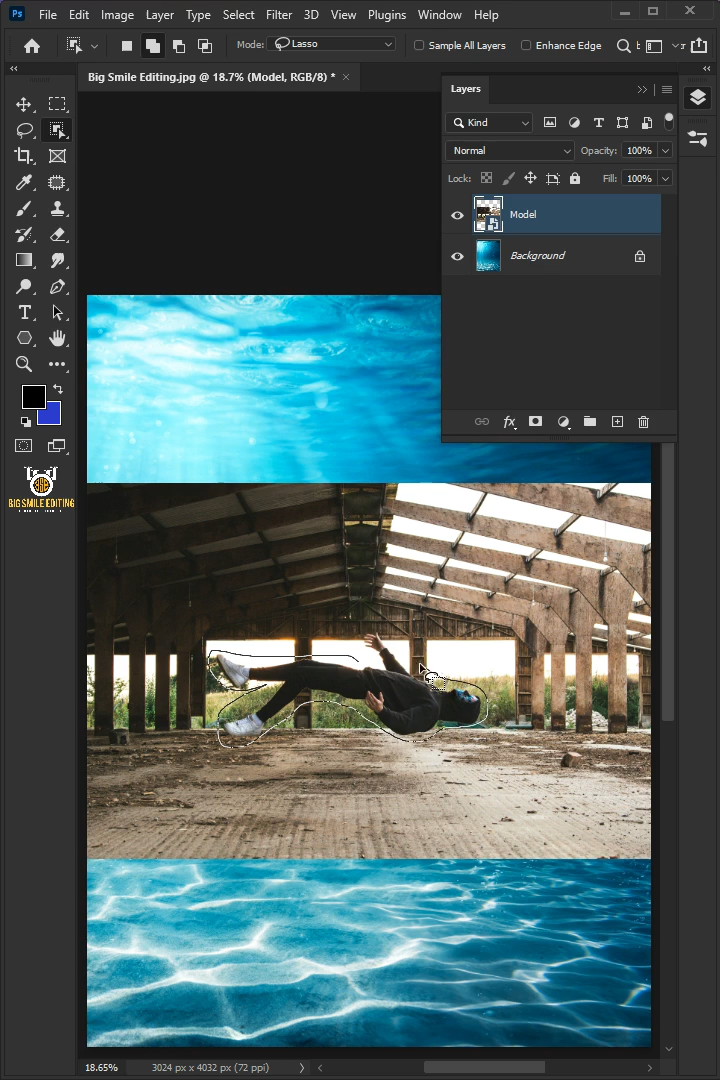 Ps File Edit Image Layer Type Select Filter 3D View Plugins Window Help
Mode: Lasso Sample All Layers Enhance Edge
Big Smile Editing.jpg @ 18.7% (Model, RGB/8) * ×
Layers
Kind
Normal Opacity: 100%
Lock: Fill: 100%
Model
Background
fx
BIG SMILE EDITING
18.65% 3024 px x 4032 px (72 ppi)